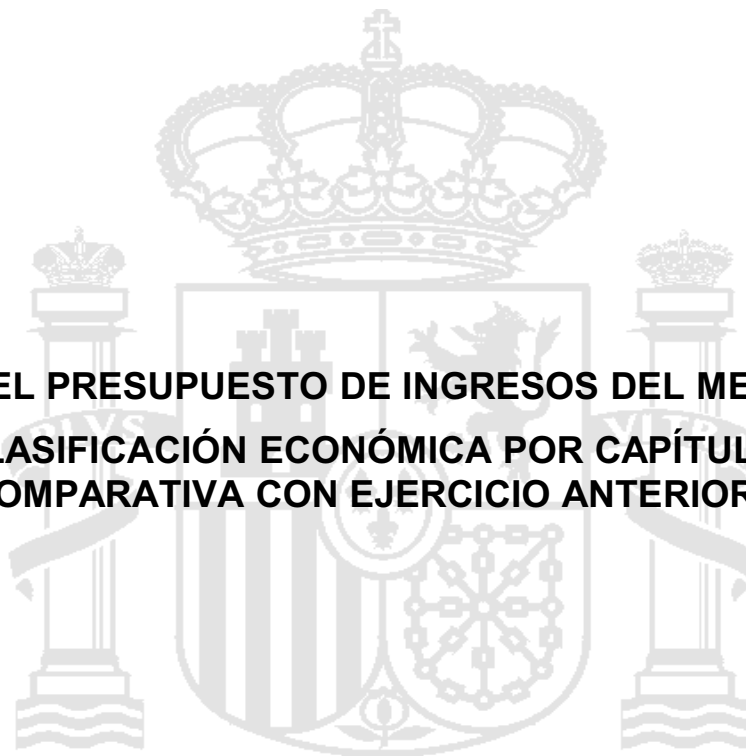 EL PRESUPUESTO DE INGRESOS DEL ME
LASIFICACIÓN ECONÓMICA POR CAPÍTUL
OMPARATIVA CON EJERCICIO ANTERIOR